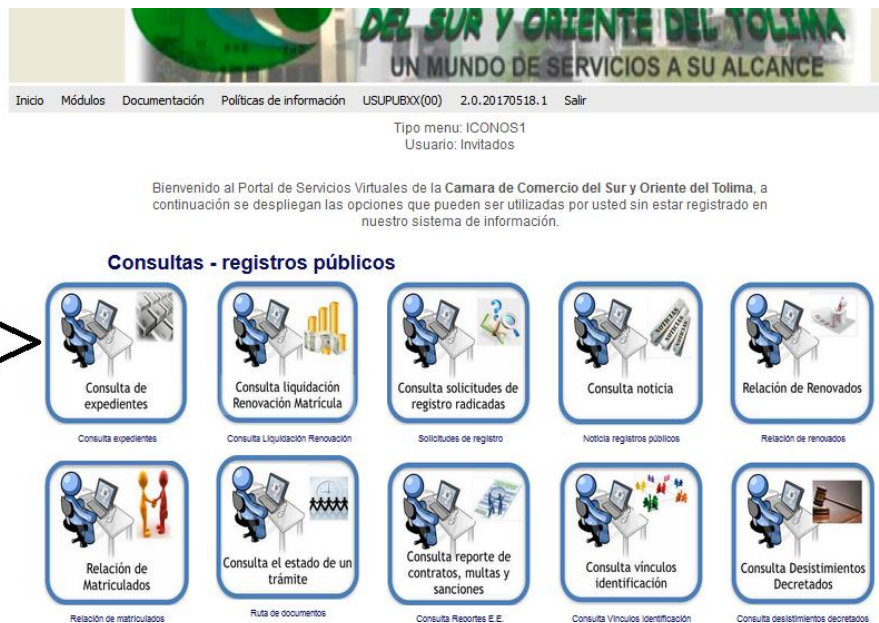 DEL SUR Y ORIENTE DEL TOLIMA
UN MUNDO DE SERVICIOS A SU ALCANCE
Inicio Módulos Documentación Políticas de información USUPUBXX(00) 2.0.20170518.1 Salir
Tipo menu: ICONOS1
Usuario: Invitados
Bienvenido al Portal de Servicios Virtuales de la Camara de Comercio del Sur y Oriente del Tolima, a
continuación se despliegan las opciones que pueden ser utilizadas por usted sin estar registrado en
nuestro sistema de información.
Consultas - registros públicos
Consulta de
expedientes
Consulta expedientes
Consulta liquidación
Renovación Matrícula
Consulta Liquidación Renovación
Consulta solicitudes de
registro radicadas
Solicitudes de registro
NOTICIAS
NOTICIAS
Consulta noticia
Noticia registros públicos
Relación de Renovados
Relación de renovados
Relación de
Matriculados
Relación de matriculados
Consulta el estado de un
trámite
Ruta de documentos
Consulta reporte de
contratos, multas y
sanciones
Consulta Reportes E.E.
Consulta vínculos
identificación
Consulta Vinculos Identificación
Consulta Desistimientos
Decretados
Consulta desistimientos decretados